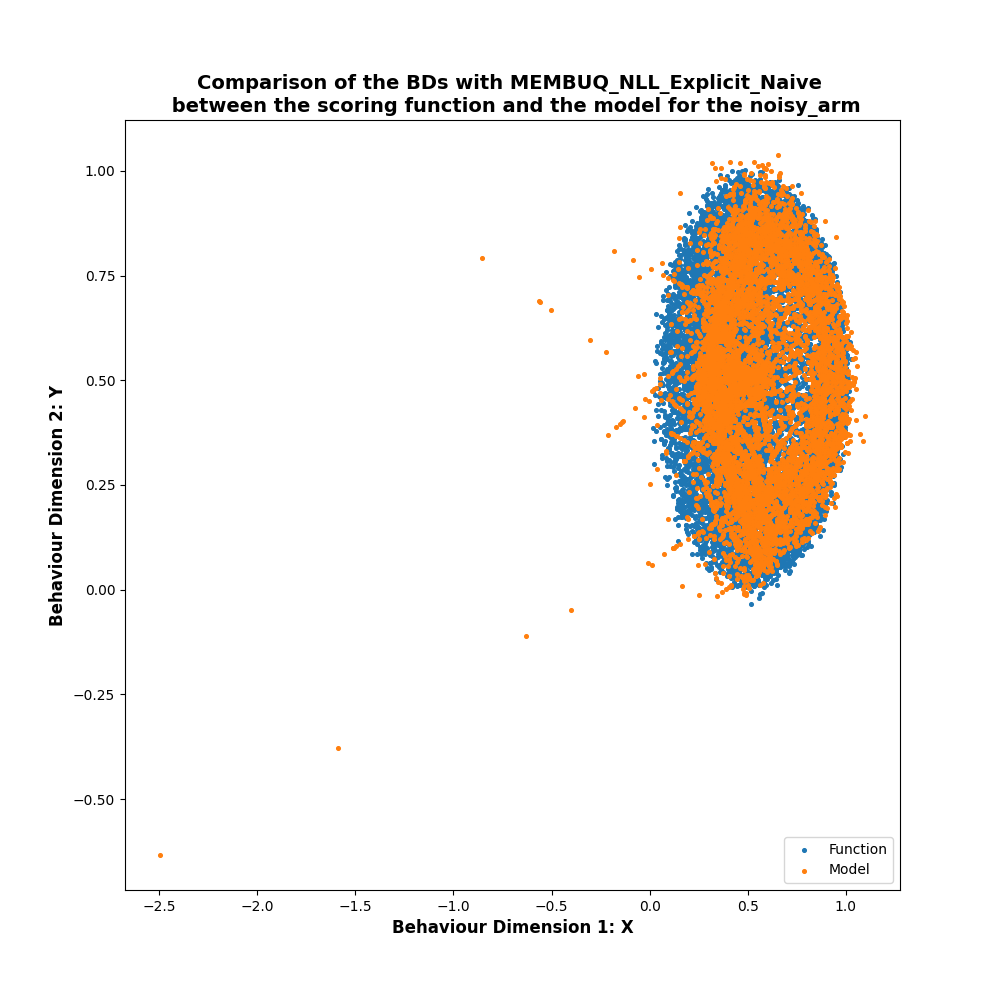 Comparison of the BDs with MEMBUQ_NLL_Explicit_Naive
between the scoring function and the model for the noisy_arm
Behaviour Dimension 2: Y
1.00
0.75
0.50
0.25
0.00
−0.25
−0.50
Function
Model
−2.5 −2.0 −1.5 −1.0 −0.5 0.0 0.5 1.0
Behaviour Dimension 1: X